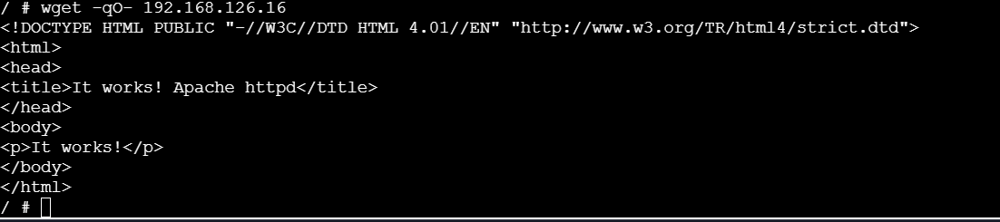 / # wget -qO- 192.168.126.16
<!DOCTYPE HTML PUBLIC "-//W3C//DTD HTML 4.01//EN" "http://www.w3.org/TR/html4/strict.dtd">
<html>
<head>
<title>It works! Apache httpd</title>
</head>
<body>
<p>It works!</p>
</body>
</html>
/ #